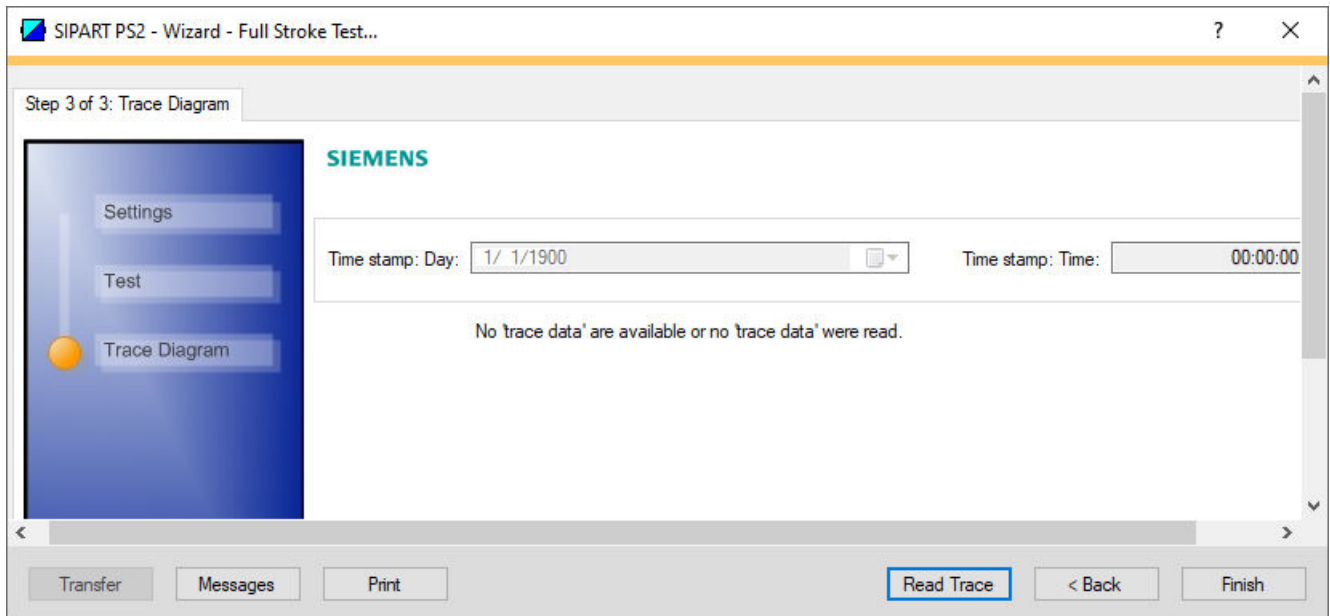 SIPART PS2 - Wizard - Full Stroke Test...
?
Step 3 of 3: Trace Diagram
SIEMENS
Settings
Time stamp: Day: 1/ 1/1900 Time stamp: Time: 00:00:00
Test
No 'trace data' are available or no 'trace data' were read.
Trace Diagram
Transfer Messages Print Read Trace < Back Finish